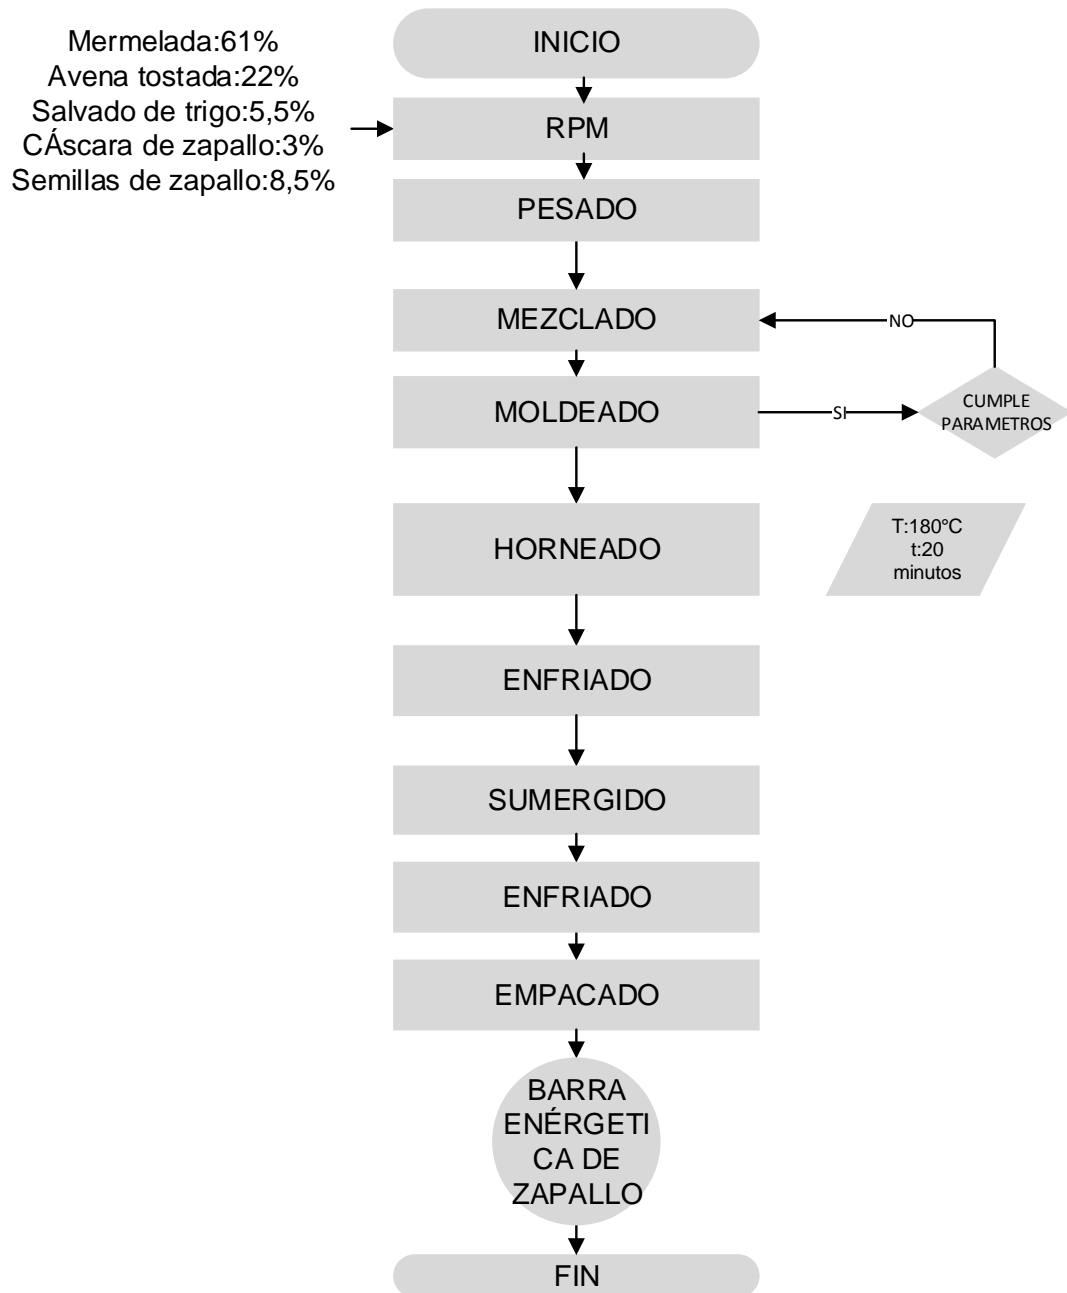 Mermelada:61%
Avena tostada:22%
Salvado de trigo:5,5%
CÁscara de zapallo:3%
Semillas de zapallo:8,5%
INICIO
RPM
PESADO
MEZCLADO
NO
MOLDEADO
SI
CUMPLE
PARAMETROS
HORNEADO
T:180°C
t:20
minutos
ENFRIADO
SUMERGIDO
ENFRIADO
EMPACADO
BARRA
ENÉRGETI
CA DE
ZAPALLO
FIN